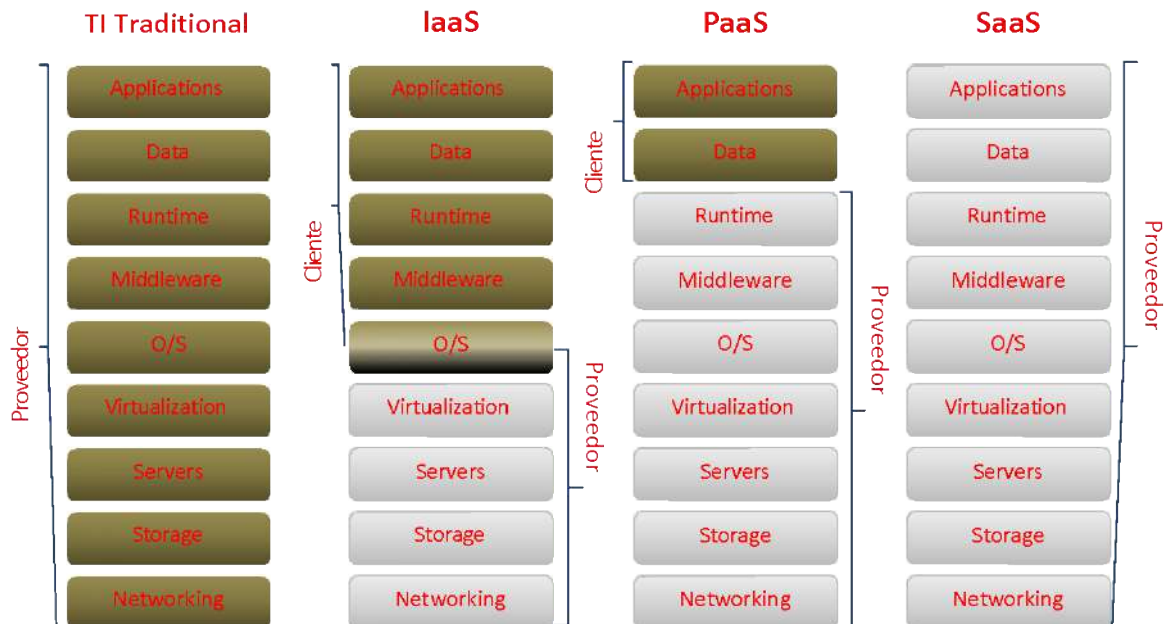 TI Traditional
Proveedor
Applications
Data
Runtime
Middleware
O/S
Virtualization
Servers
Storage
Networking
IaaS
Cliente
Applications
Data
Runtime
Middleware
O/S
Virtualization
Servers
Storage
Networking
Proveedor
PaaS
Cliente
Applications
Data
Runtime
Middleware
O/S
Virtualization
Servers
Storage
Networking
Proveedor
SaaS
Applications
Data
Runtime
Middleware
O/S
Virtualization
Servers
Storage
Networking
Proveedor